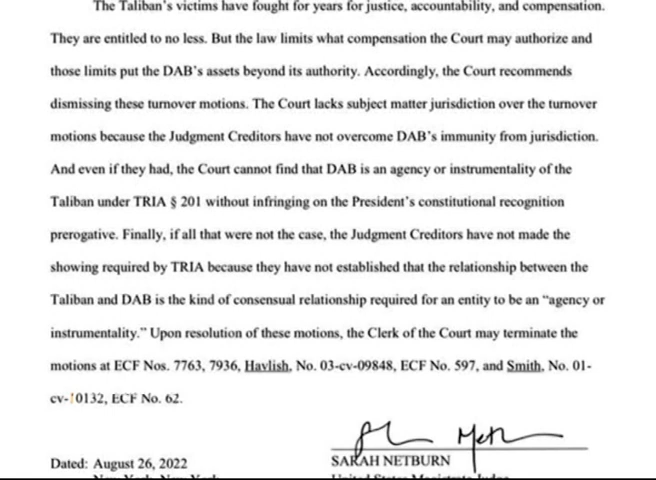 The Taliban's victims have fought for years for justice, accountability, and compensation.
They are entitled to no less. But the law limits what compensation the Court may authorize and
those limits put the DAB's assets beyond its authority. Accordingly, the Court recommends
dismissing these turnover motions. The Court lacks subject matter jurisdiction over the turnover
motions because the Judgment Creditors have not overcome DAB's immunity from jurisdiction.
And even if they had, the Court cannot find that DAB is an agency or instrumentality of the
Taliban under TRIA § 201 without infringing on the President's constitutional recognition
prerogative. Finally, if all that were not the case, the Judgment Creditors have not made the
showing required by TRIA because they have not established that the relationship between the
Taliban and DAB is the kind of consensual relationship required for an entity to be an “agency or
instrumentality.” Upon resolution of these motions, the Clerk of the Court may terminate the
motions at ECF Nos. 7763, 7936, Havlish, No. 03-cv-09848, ECF No. 597, and Smith, No. 01-
cv-10132, ECF No. 62.
SARAH NETBURN
Dated: August 26, 2022